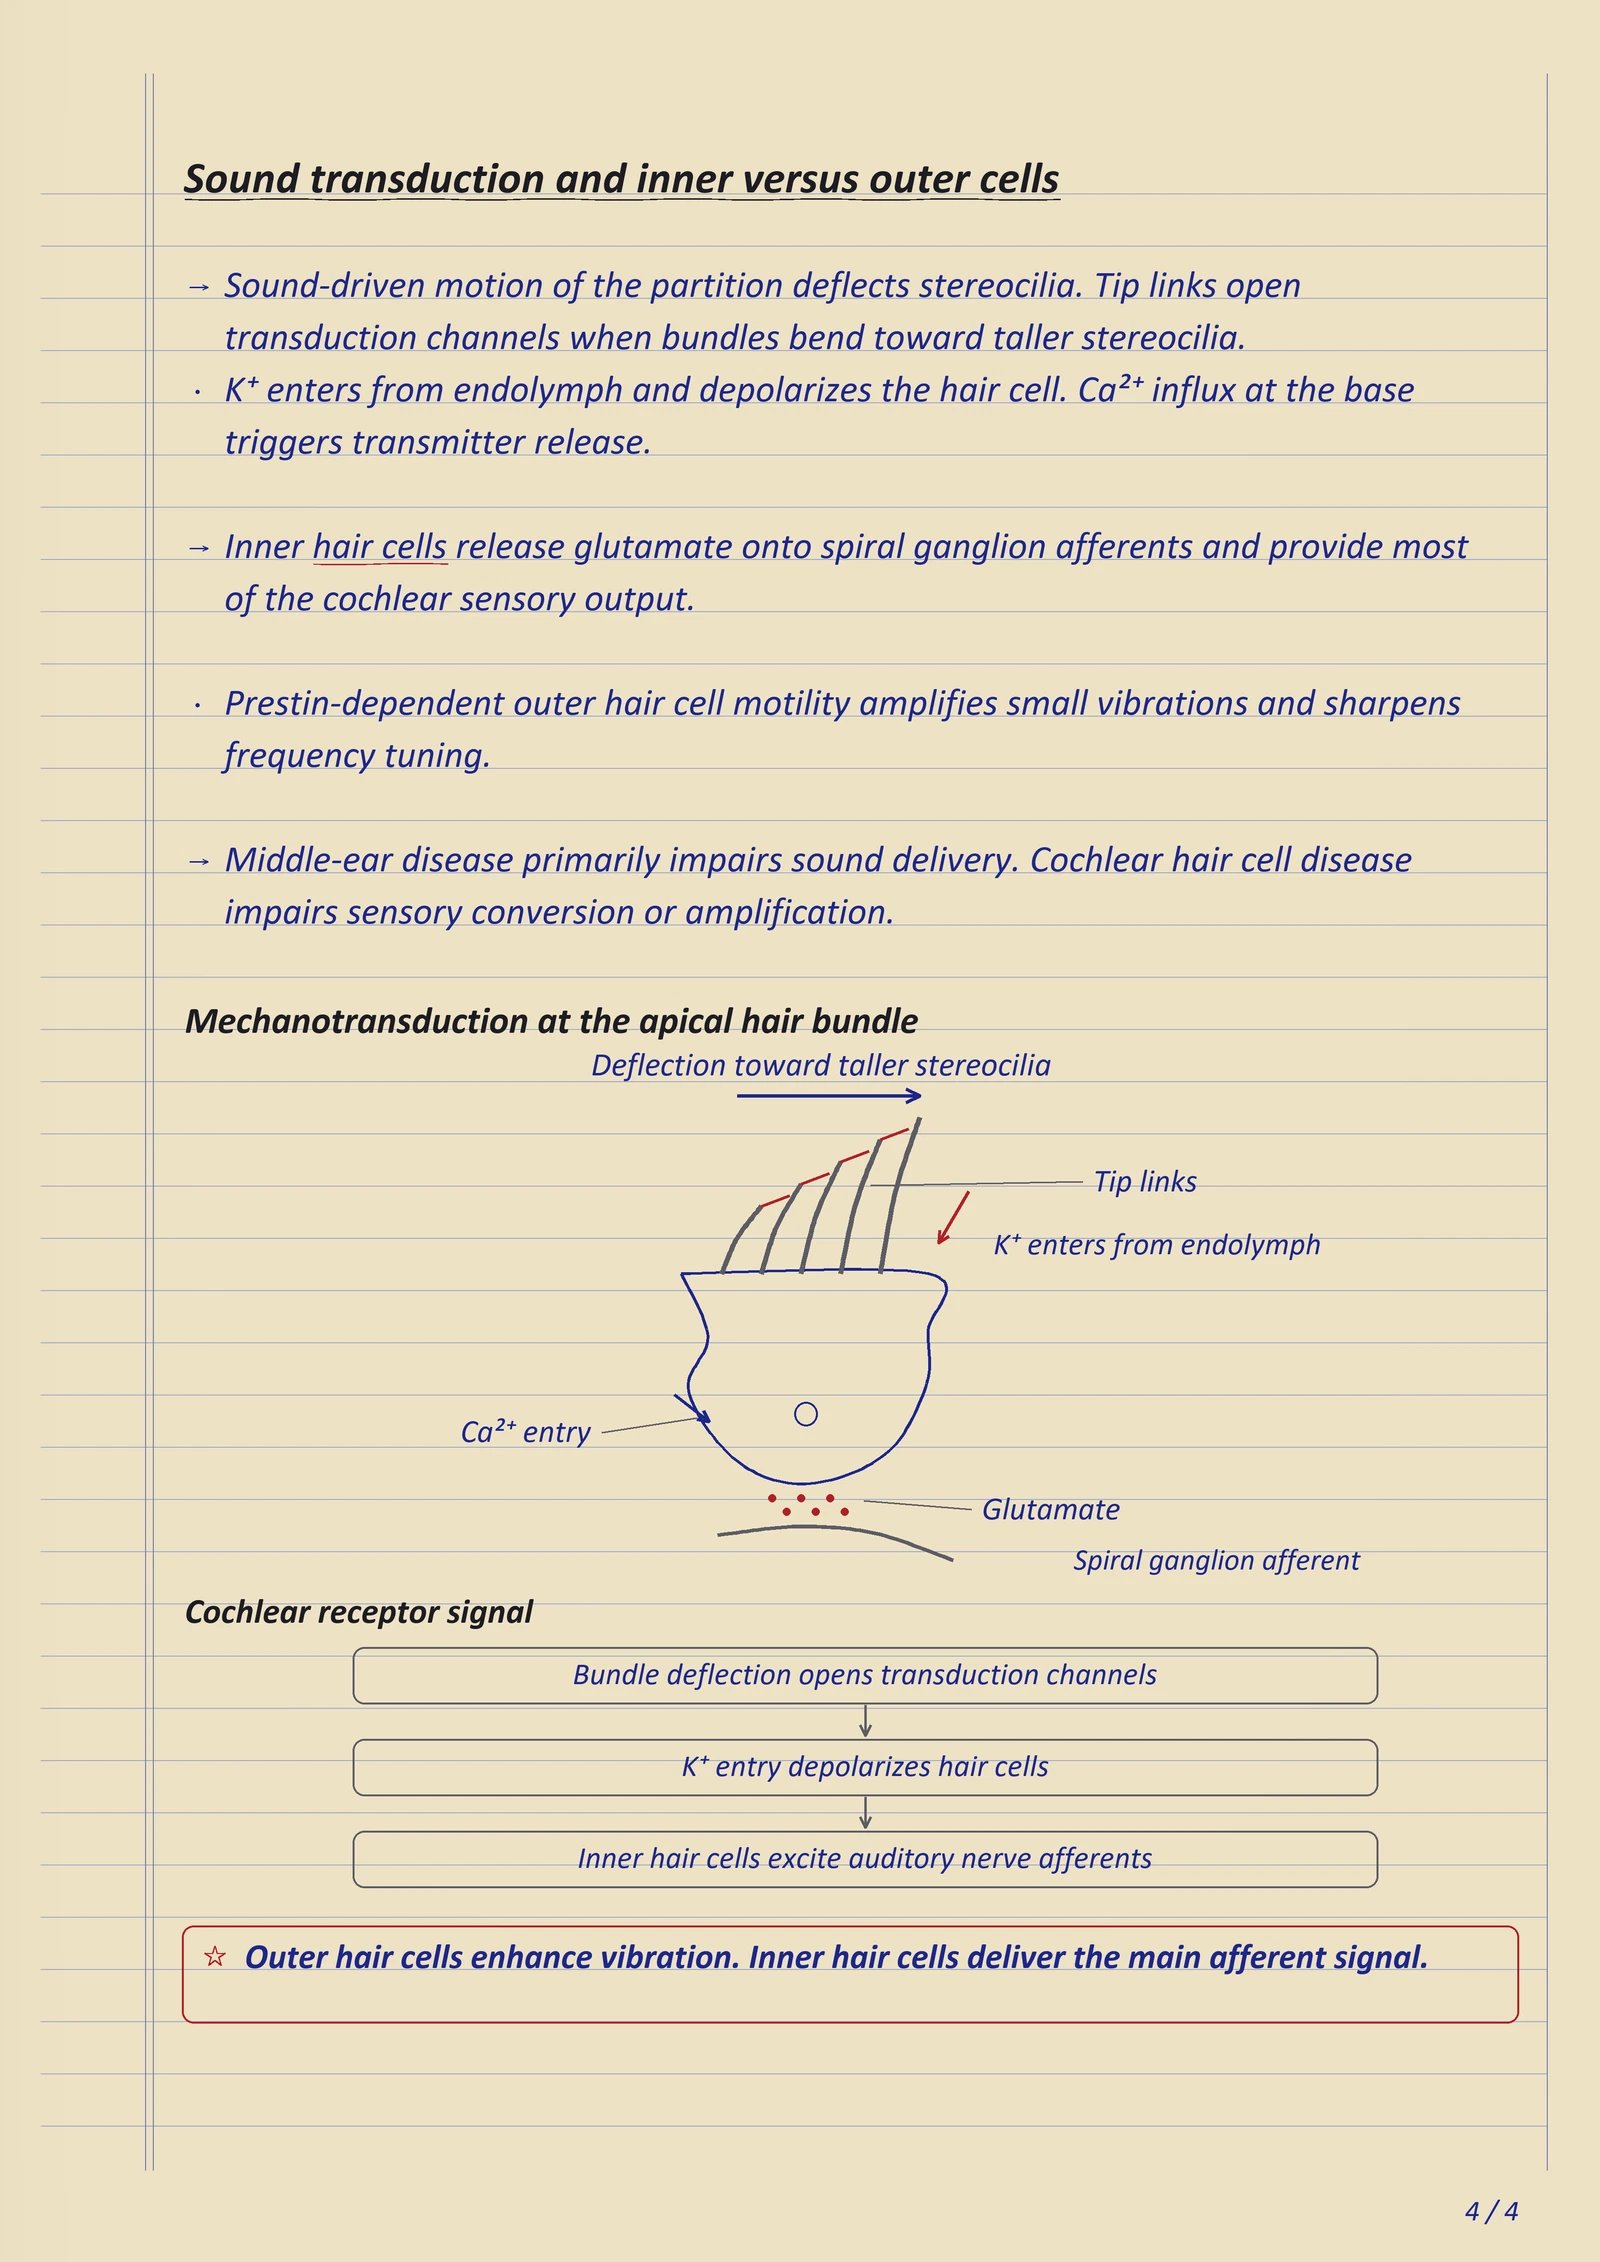 Sound transduction and inner versus outer cells
→ Sound-driven motion of the partition deflects stereocilia. Tip links open
transduction channels when bundles bend toward taller stereocilia.
· K⁺ enters from endolymph and depolarizes the hair cell. Ca²⁺ influx at the base
triggers transmitter release.
→ Inner hair cells release glutamate onto spiral ganglion afferents and provide most
of the cochlear sensory output.
· Prestin-dependent outer hair cell motility amplifies small vibrations and sharpens
frequency tuning.
→ Middle-ear disease primarily impairs sound delivery. Cochlear hair cell disease
impairs sensory conversion or amplification.
Mechanotransduction at the apical hair bundle
Deflection toward taller stereocilia
Tip links
K⁺ enters from endolymph
Ca²⁺ entry
Glutamate
Spiral ganglion afferent
Cochlear receptor signal
Bundle deflection opens transduction channels
K⁺ entry depolarizes hair cells
Inner hair cells excite auditory nerve afferents
☆ Outer hair cells enhance vibration. Inner hair cells deliver the main afferent signal.
4 / 4